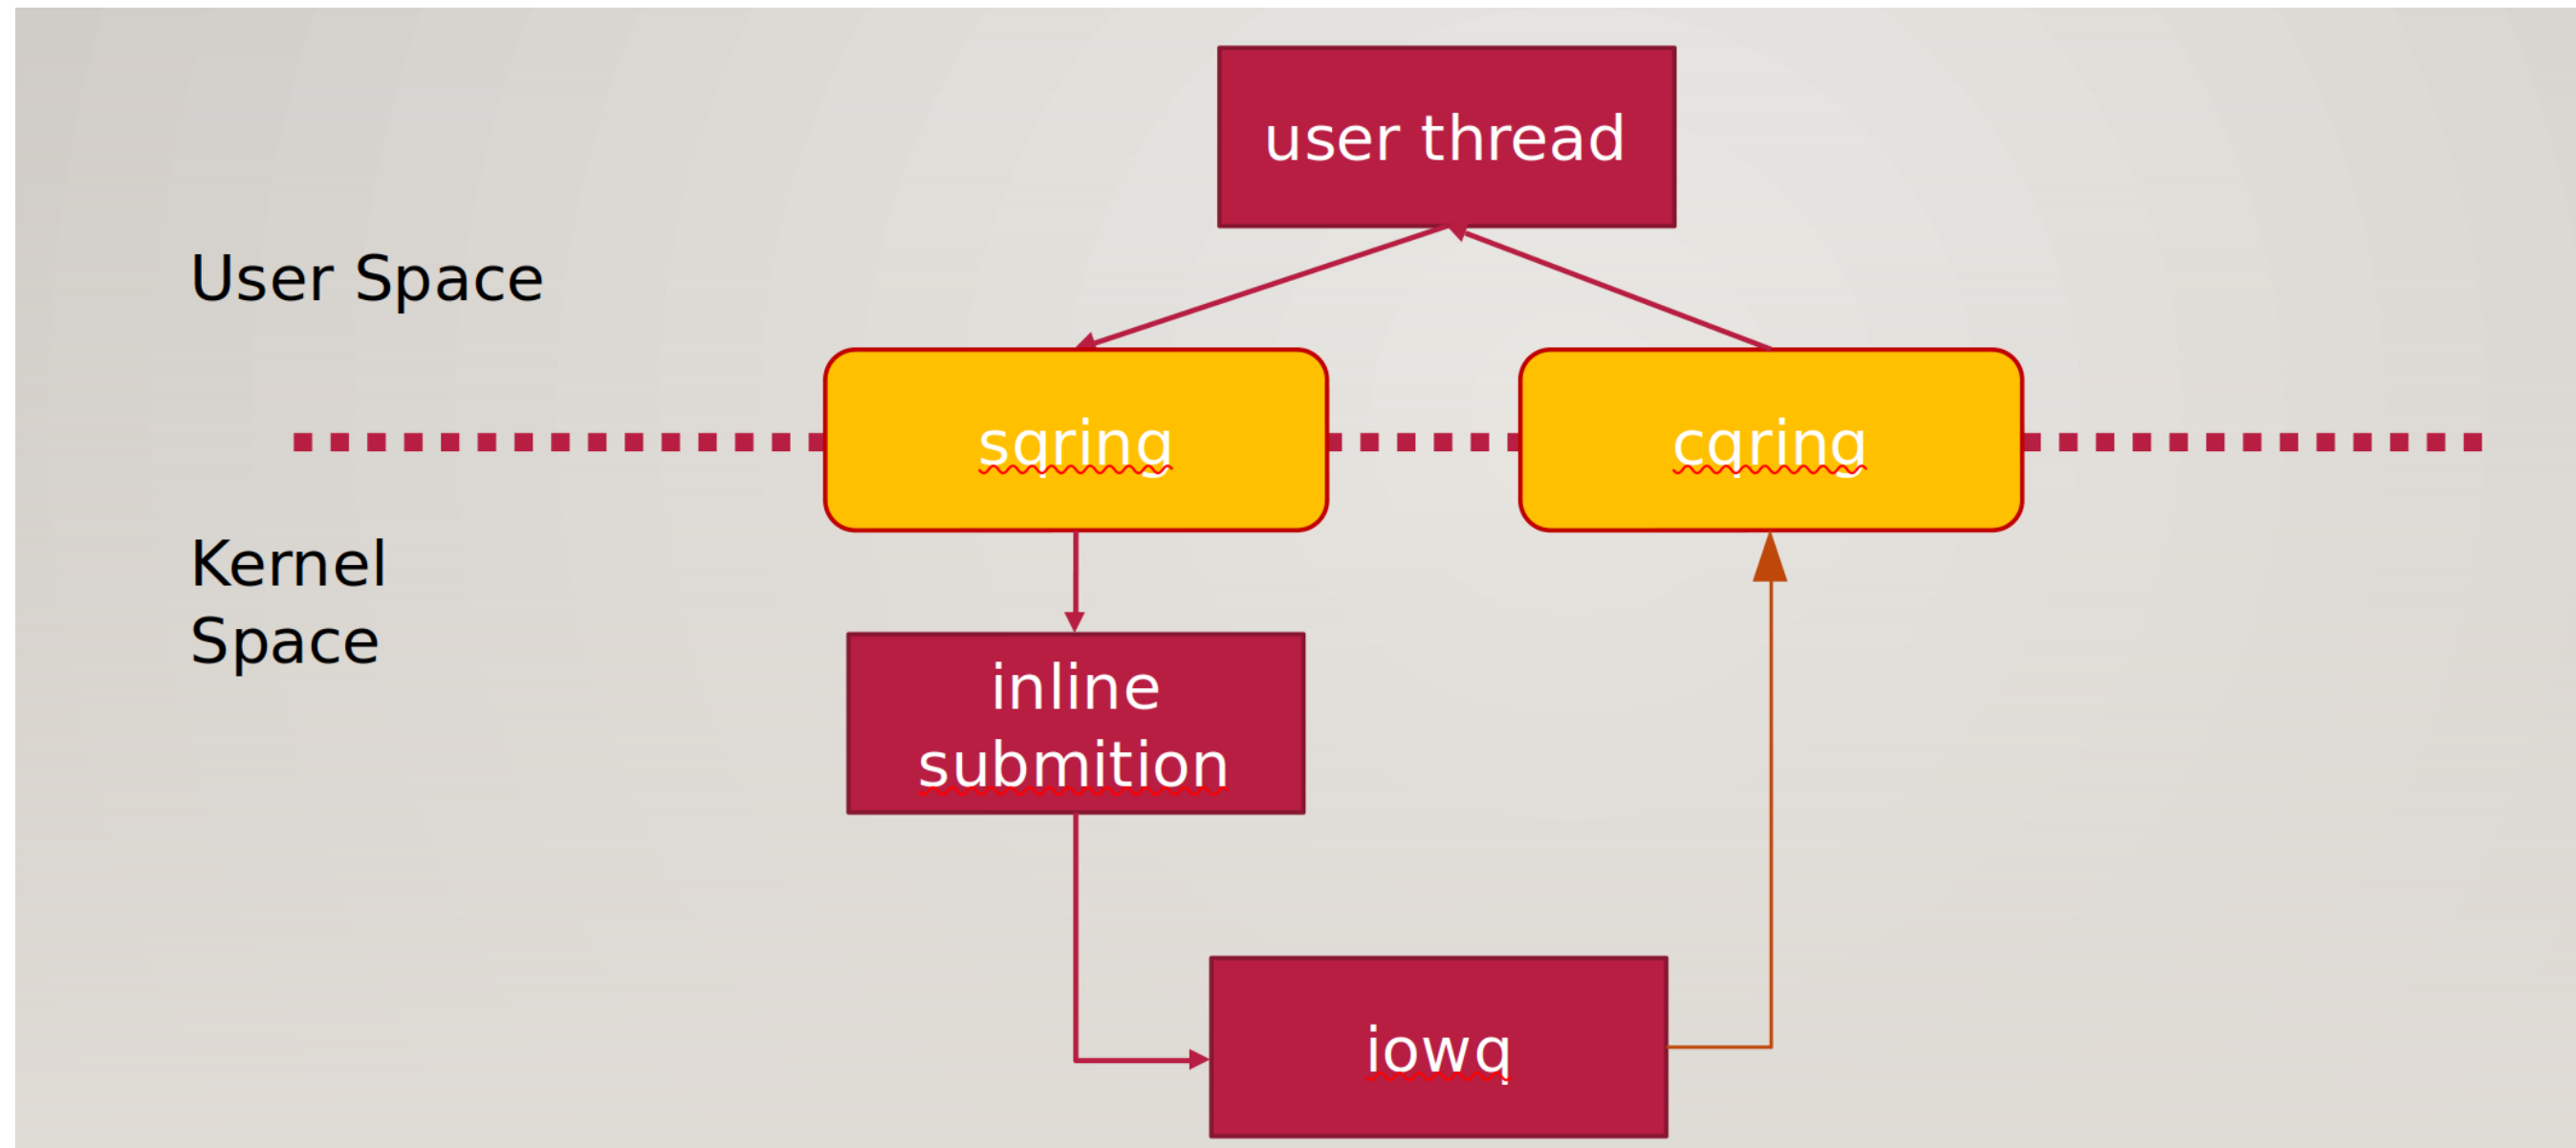 user thread
User Space
sqring
cqring
Kernel
Space
inline
submition
iowq